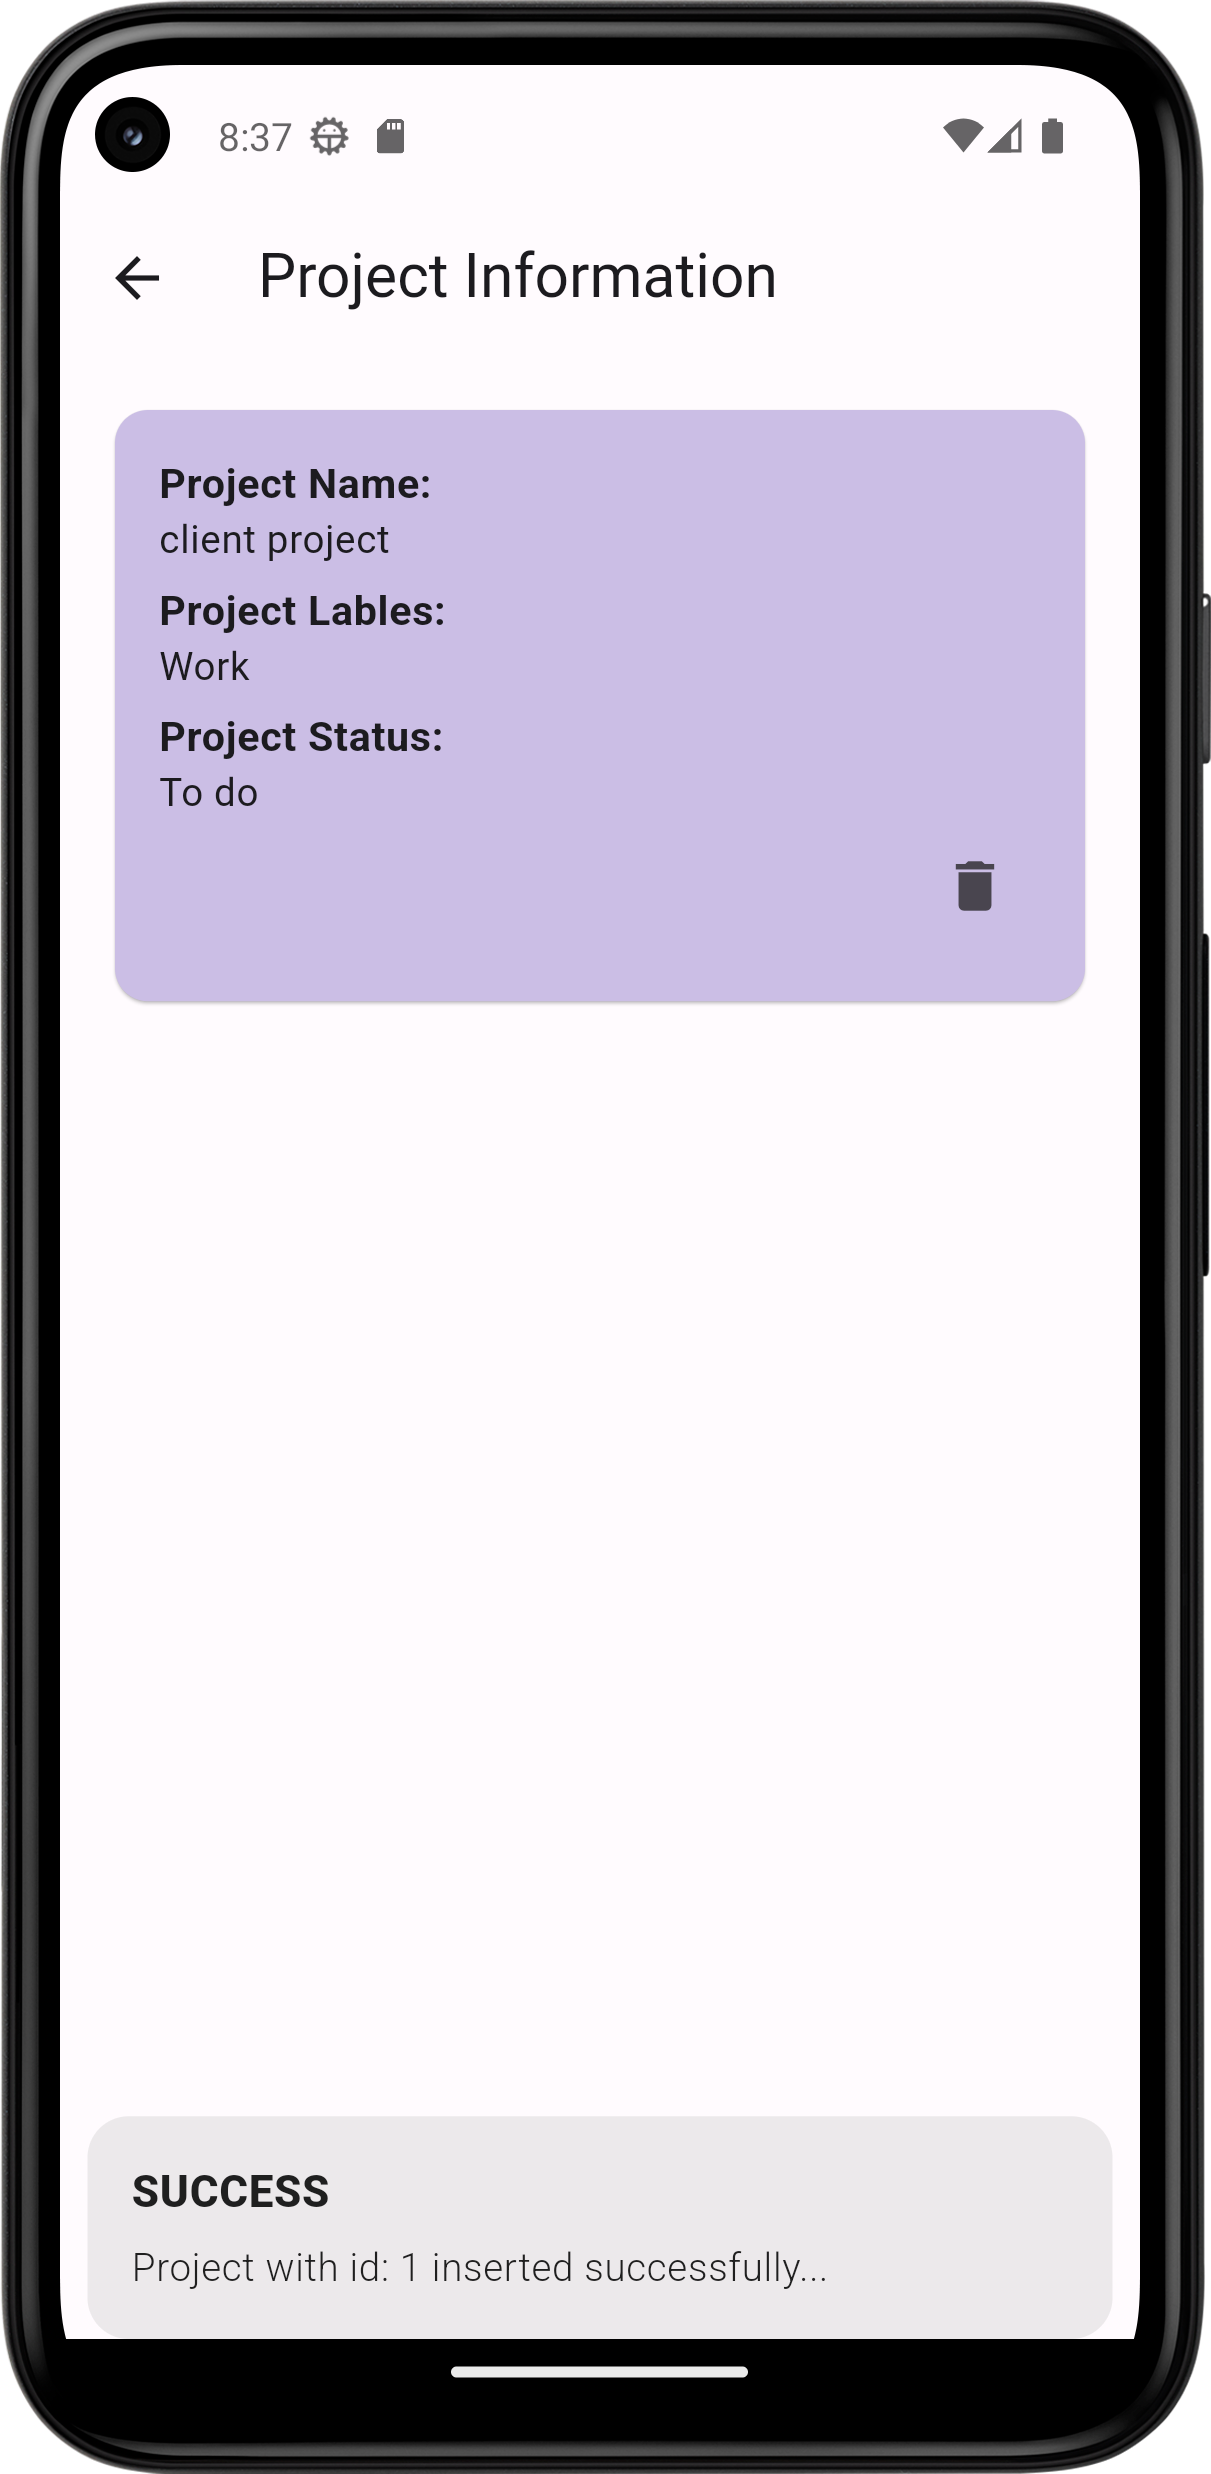 8:37
Project Information
Project Name:
client project
Project Lables:
Work
Project Status:
To do
SUCCESS
Project with id: 1 inserted successfully...